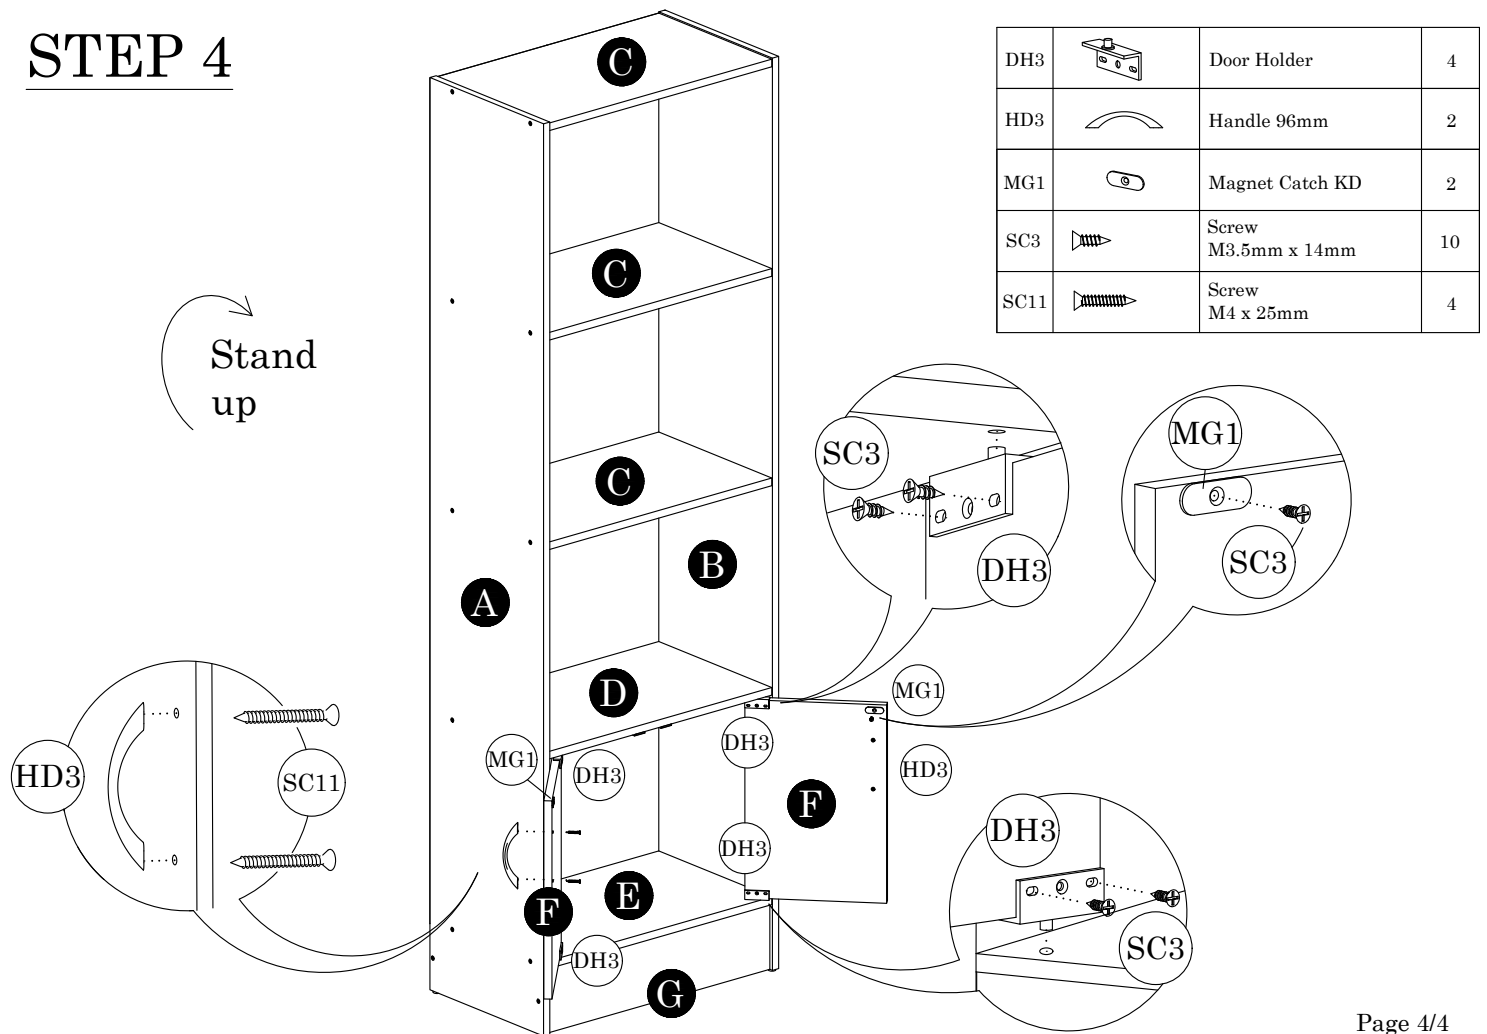 STEP 4
DH3 Door Holder 4
HD3 Handle 96mm 2
MG1 Magnet Catch KD 2
SC3 Screw M3.5mm x 14mm 10
SC11 Screw M4 x 25mm 4
Stand
up
C
C
C
B
A
D
E
F
F
G
SC3
DH3
MG1
SC3
MG1
DH3
HD3
DH3
MG1
DH3
DH3
HD3
SC11
DH3
SC3
Page 4/4